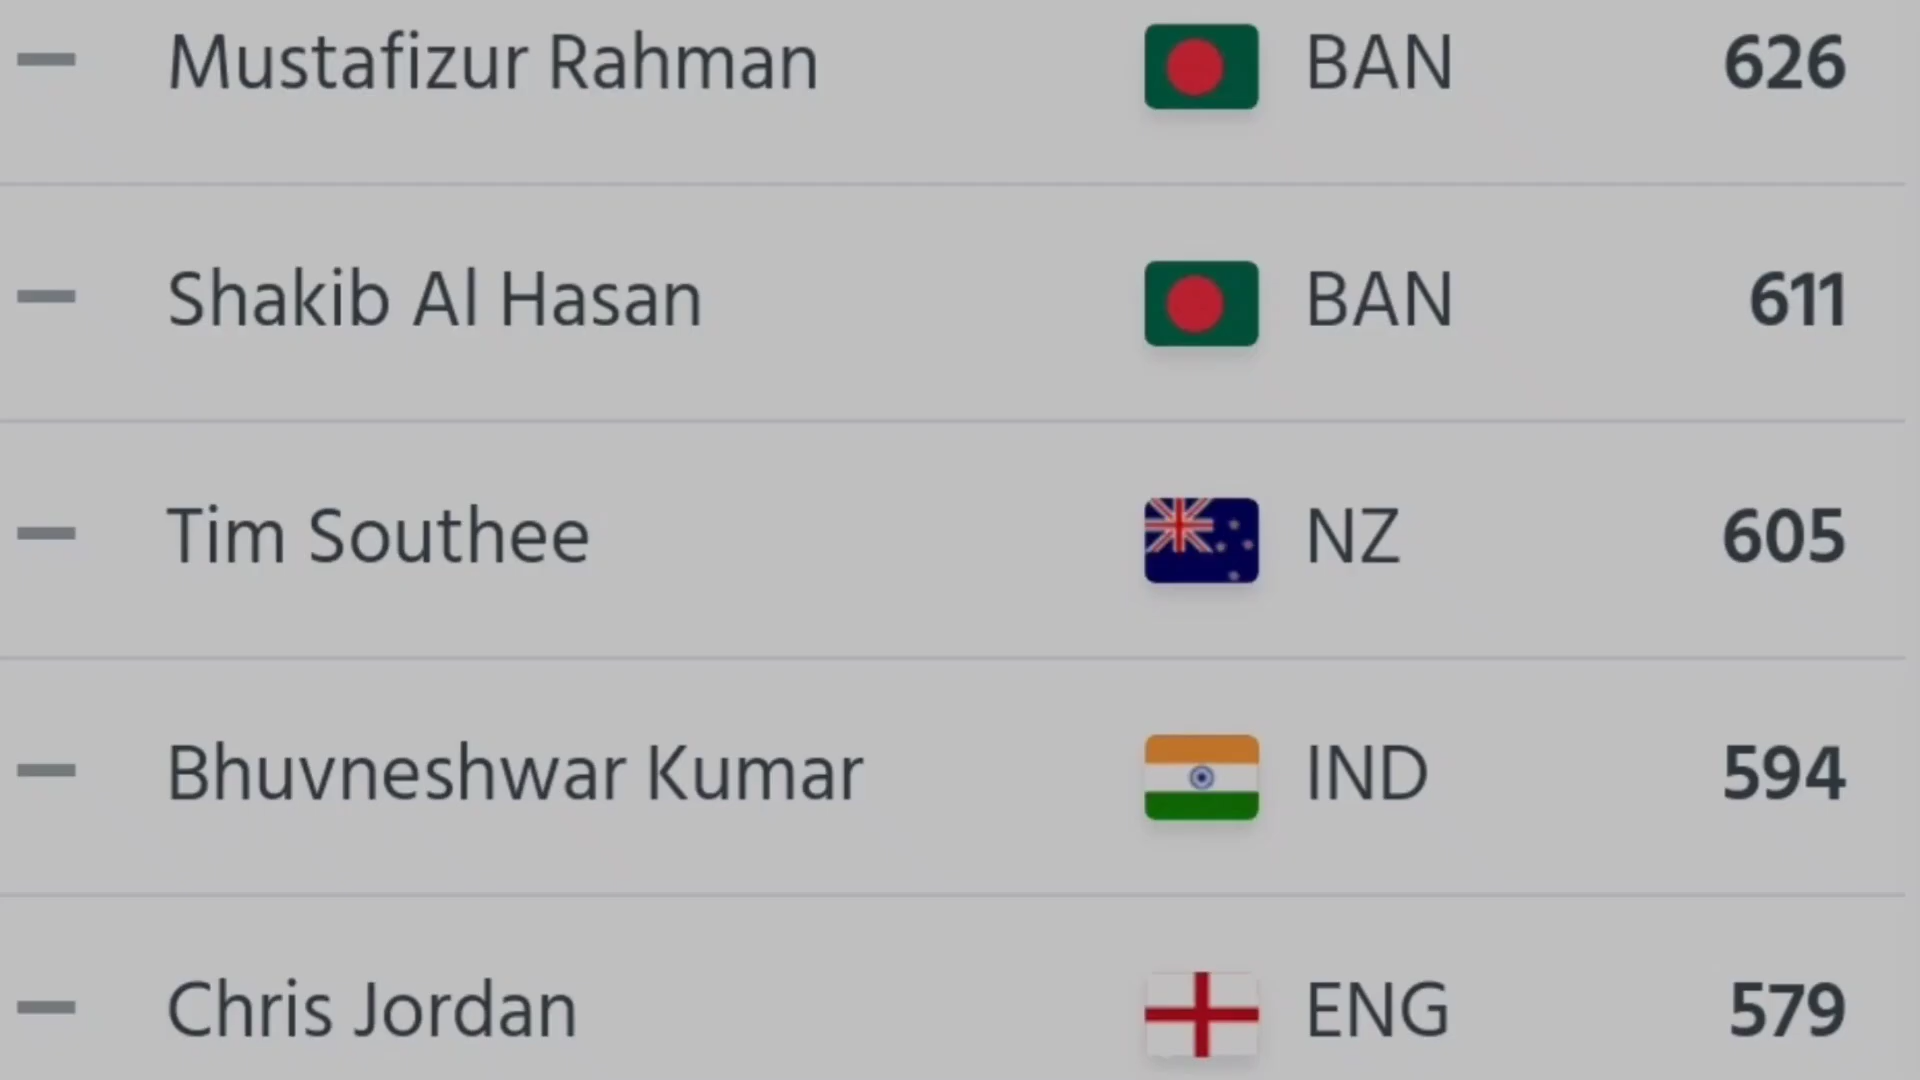 Mustafizur Rahman BAN 626
Shakib Al Hasan BAN 611
Tim Southee NZ 605
Bhuvneshwar Kumar IND 594
Chris Jordan ENG 579